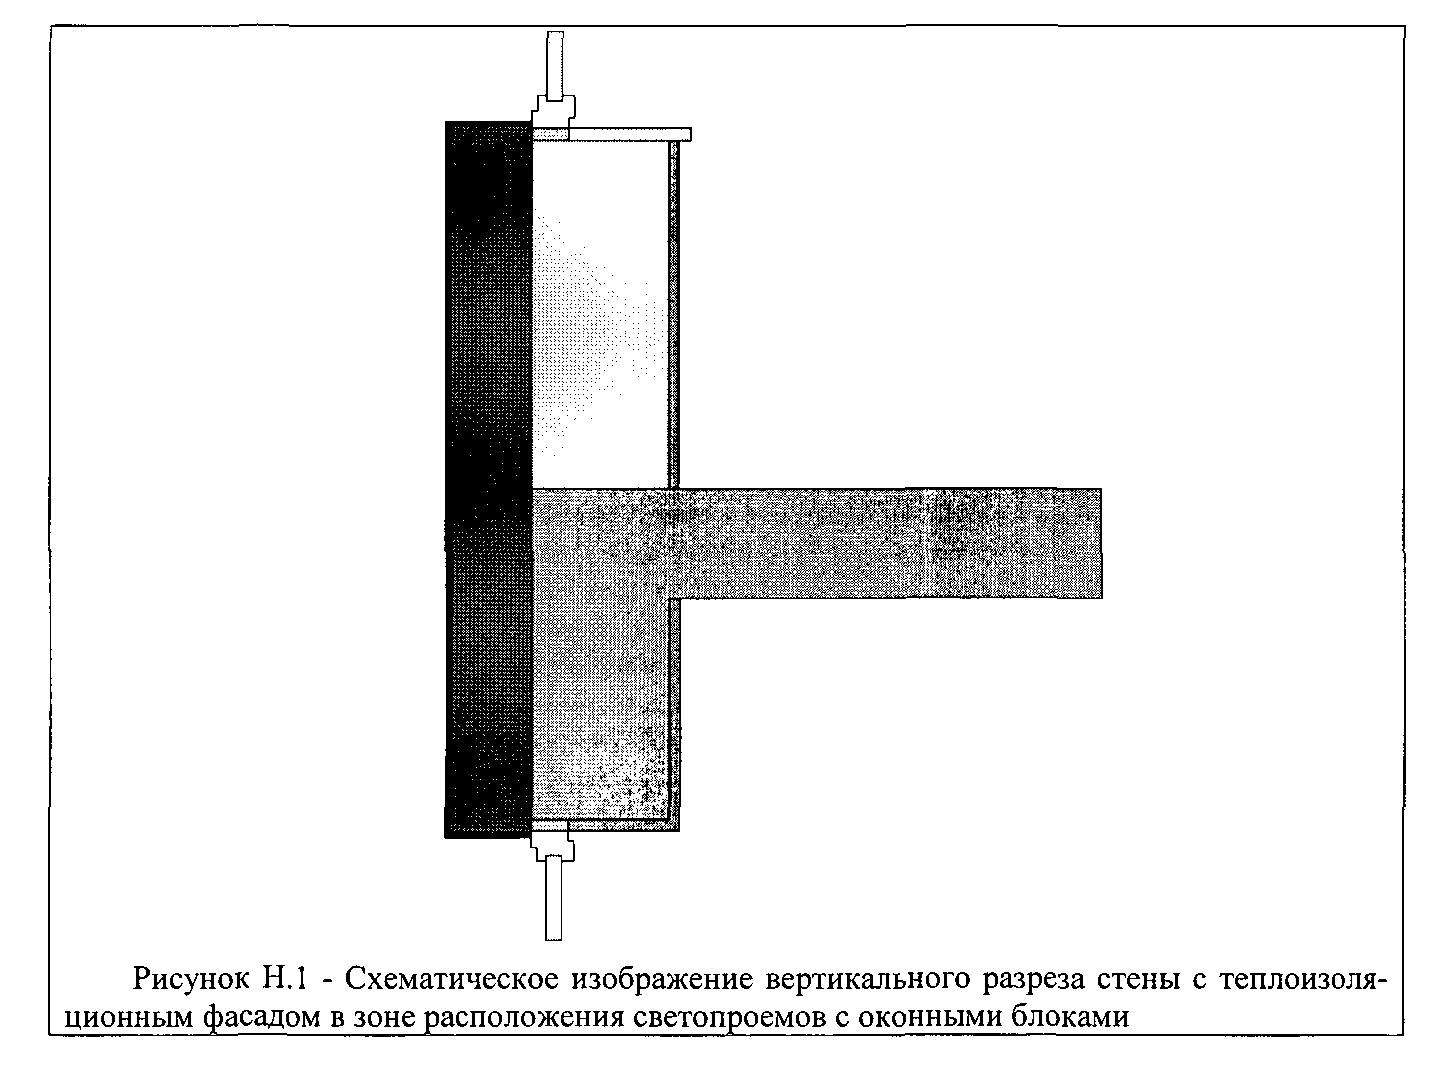 Рисунок Н.1 - Схематическое изображение вертикального разреза стены с теплоизоля-
ционным фасадом в зоне расположения светопроемов с оконными блоками